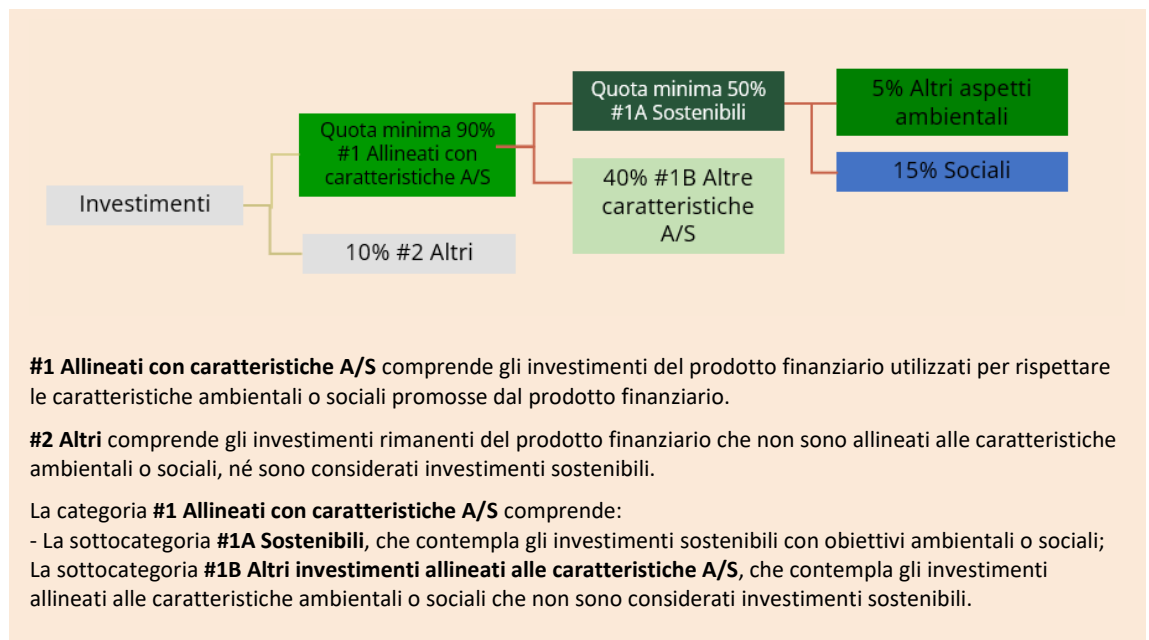 Quota minima 50%
#1A Sostenibili
5% Altri aspetti
ambientali
Quota minima 90%
#1 Allineati con
caratteristiche A/S
40% #1B Altre
caratteristiche
A/S
15% Sociali
Investimenti
10% #2 Altri
#1 Allineati con caratteristiche A/S comprende gli investimenti del prodotto finanziario utilizzati per rispettare
le caratteristiche ambientali o sociali promosse dal prodotto finanziario.
#2 Altri comprende gli investimenti rimanenti del prodotto finanziario che non sono allineati alle caratteristiche
ambientali o sociali, né sono considerati investimenti sostenibili.
La categoria #1 Allineati con caratteristiche A/S comprende:
- La sottocategoria #1A Sostenibili, che contempla gli investimenti sostenibili con obiettivi ambientali o sociali;
La sottocategoria #1B Altri investimenti allineati alle caratteristiche A/S, che contempla gli investimenti
allineati alle caratteristiche ambientali o sociali che non sono considerati investimenti sostenibili.